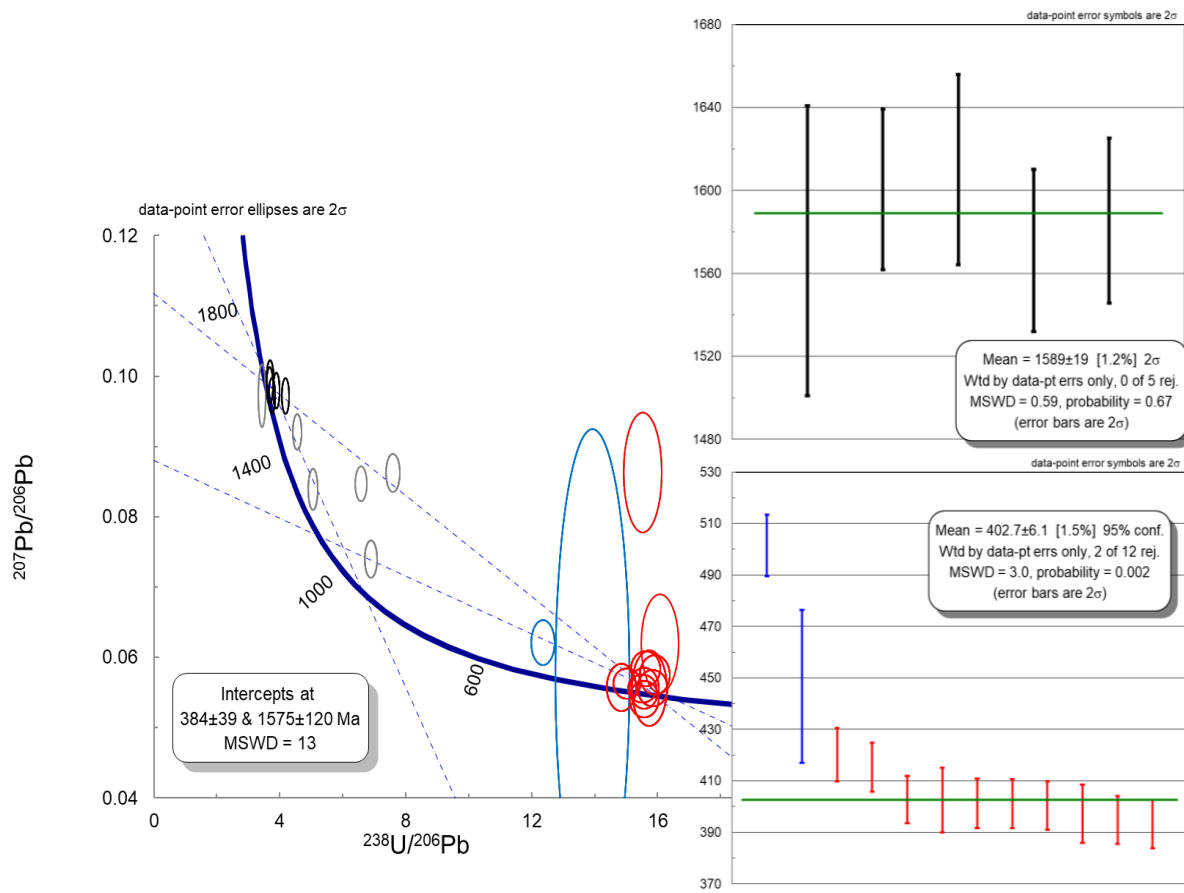 data-point error symbols are 2σ
1680
1640
1600
1560
1520
1480
Mean = 1589±19 [1.2%] 2σ
Wtd by data-pt errs only, 0 of 5 rej.
MSWD = 0.59, probability = 0.67
(error bars are 2σ)
data-point error ellipses are 2σ
0.12
0.10
0.08
0.06
0.04
207Pb/206Pb
1800
1400
1000
600
Intercepts at
384±39 & 1575±120 Ma
MSWD = 13
0
4
8
12
16
238U/206Pb
data-point error symbols are 2σ
530
510
490
470
450
430
410
390
370
Mean = 402.7±6.1 [1.5%] 95% conf.
Wtd by data-pt errs only, 2 of 12 rej.
MSWD = 3.0, probability = 0.002
(error bars are 2σ)